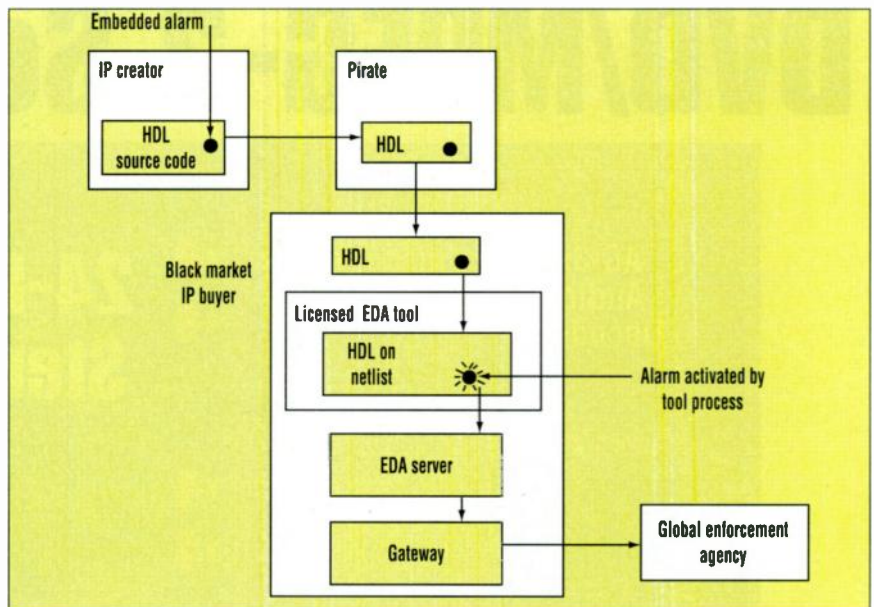 Embedded alarm
IP creator
HDL
source code
Pirate
HDL
Black market
IP buyer
HDL
Licensed EDA tool
HDL on
netlist
Alarm activated by
tool process
EDA server
Gateway
Global enforcement
agency